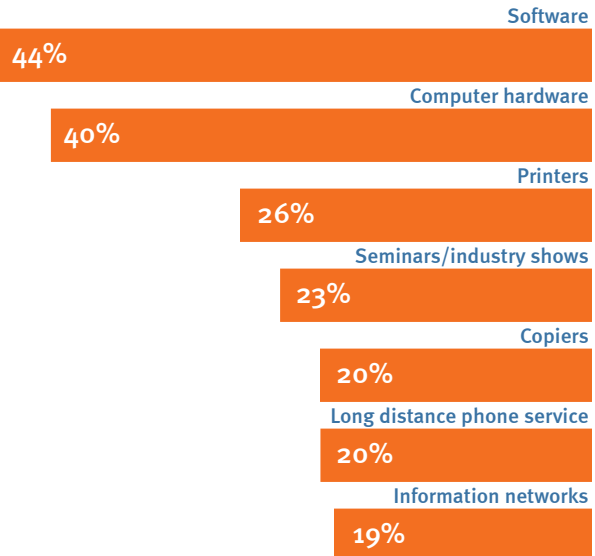 Software
44%
Computer hardware
40%
Printers
26%
Seminars/industry shows
23%
Copiers
20%
Long distance phone service
20%
Information networks
19%